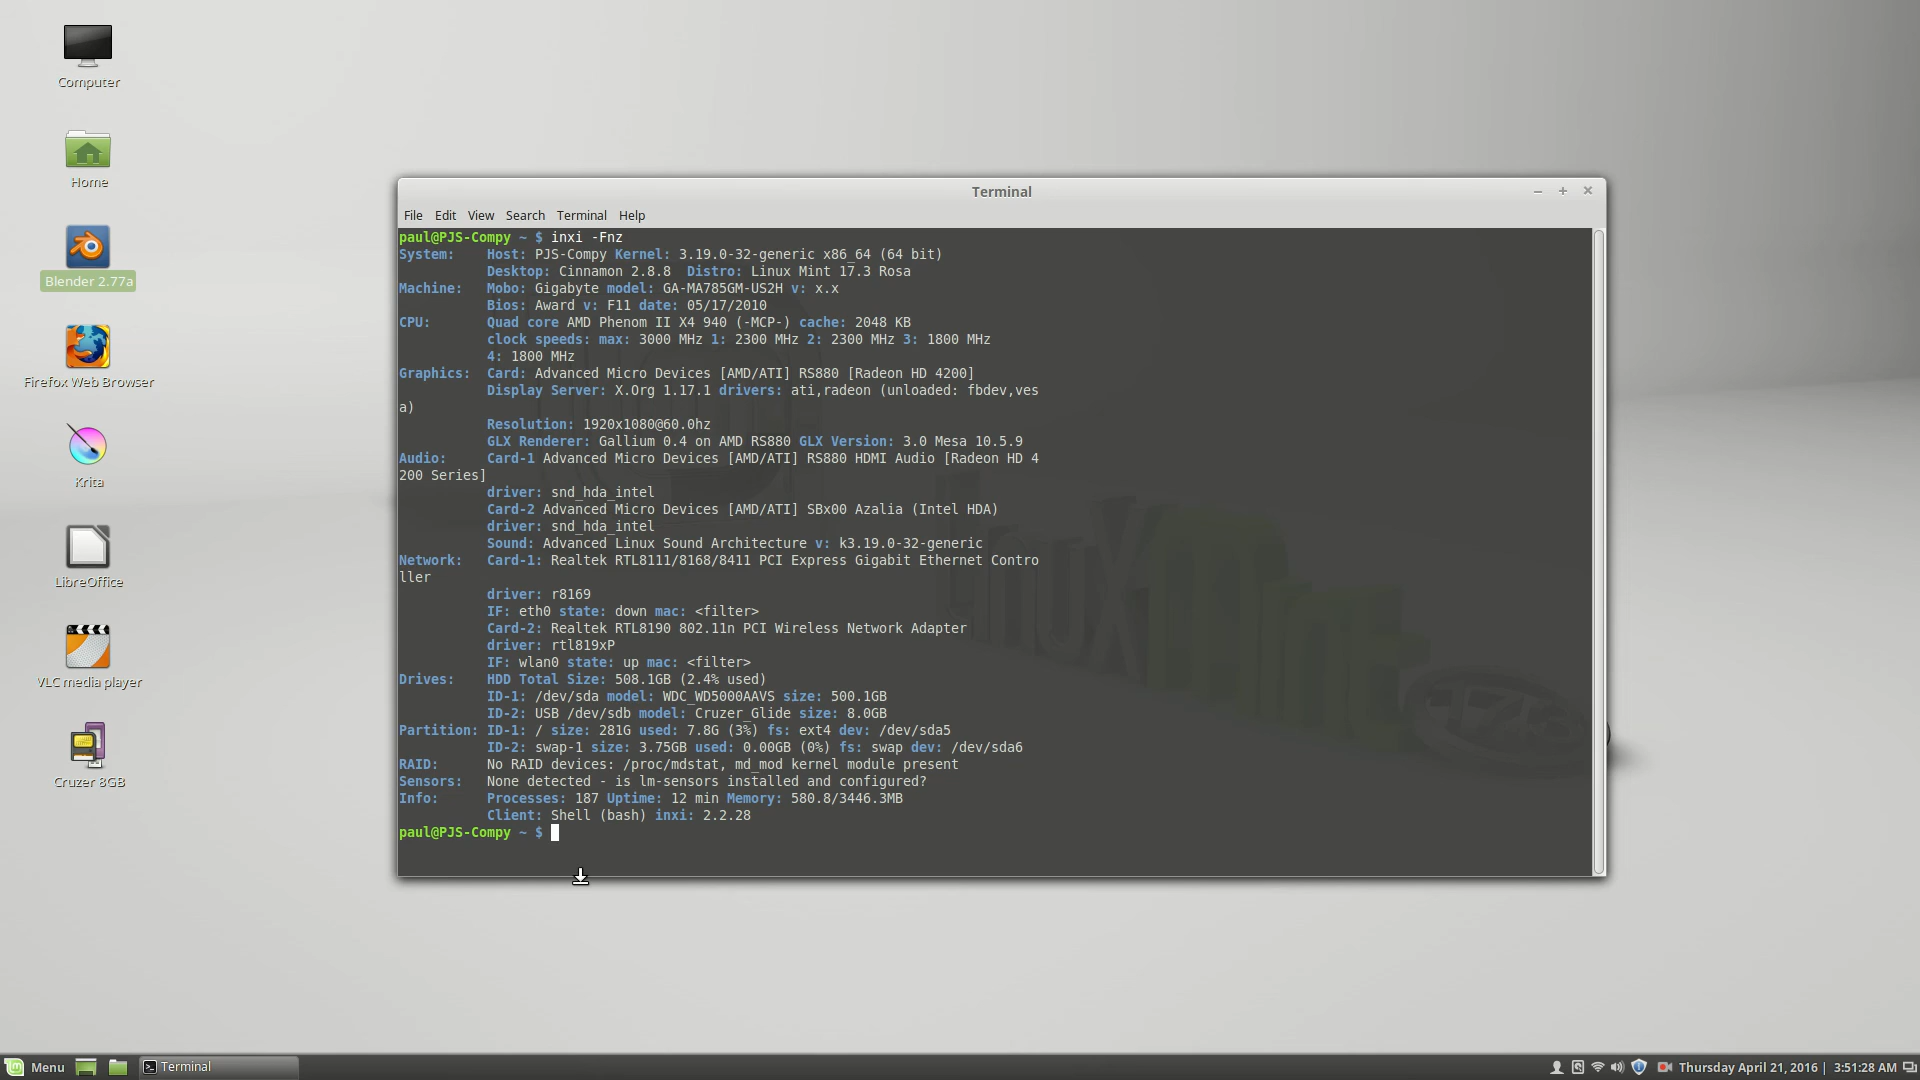 Computer
Home
Blender 2.77a
Firefox Web Browser
Krita
LibreOffice
VLC media player
Cruzer 8GB
Terminal
File Edit View Search Terminal Help
paul@PJS-Compy ~ $ inxi -Fnz
System: Host: PJS-Compy Kernel: 3.19.0-32-generic x86_64 (64 bit)
Desktop: Cinnamon 2.8.8 Distro: Linux Mint 17.3 Rosa
Machine: Mobo: Gigabyte model: GA-MA785GM-US2H v: x.x
Bios: Award v: F11 date: 05/17/2010
CPU: Quad core AMD Phenom II X4 940 (-MCP-) cache: 2048 KB
clock speeds: max: 3000 MHz 1: 2300 MHz 2: 2300 MHz 3: 1800 MHz
4: 1800 MHz
Graphics: Card: Advanced Micro Devices [AMD/ATI] RS880 [Radeon HD 4200]
Display Server: X.Org 1.17.1 drivers: ati,radeon (unloaded: fbdev,ves
a)
Resolution: 1920x1080@60.0hz
GLX Renderer: Gallium 0.4 on AMD RS880 GLX Version: 3.0 Mesa 10.5.9
Audio: Card-1 Advanced Micro Devices [AMD/ATI] RS880 HDMI Audio [Radeon HD 4
200 Series]
driver: snd_hda_intel
Card-2 Advanced Micro Devices [AMD/ATI] SBx00 Azalia (Intel HDA)
driver: snd_hda_intel
Sound: Advanced Linux Sound Architecture v: k3.19.0-32-generic
Network: Card-1: Realtek RTL8111/8168/8411 PCI Express Gigabit Ethernet Contro
ller
driver: r8169
IF: eth0 state: down mac: <filter>
Card-2: Realtek RTL8190 802.11n PCI Wireless Network Adapter
driver: rtl819xP
IF: wlan0 state: up mac: <filter>
Drives: HDD Total Size: 508.1GB (2.4% used)
ID-1: /dev/sda model: WDC_WD5000AAVS size: 500.1GB
ID-2: USB /dev/sdb model: Cruzer_Glide size: 8.0GB
Partition: ID-1: / size: 281G used: 7.8G (3%) fs: ext4 dev: /dev/sda5
ID-2: swap-1 size: 3.75GB used: 0.00GB (0%) fs: swap dev: /dev/sda6
RAID: No RAID devices: /proc/mdstat, md_mod kernel module present
Sensors: None detected - is lm-sensors installed and configured?
Info: Processes: 187 Uptime: 12 min Memory: 580.8/3446.3MB
Client: Shell (bash) inxi: 2.2.28
paul@PJS-Compy ~ $
Linux Mint
17.3
Menu
Terminal
Thursday April 21, 2016 | 3:51:28 AM